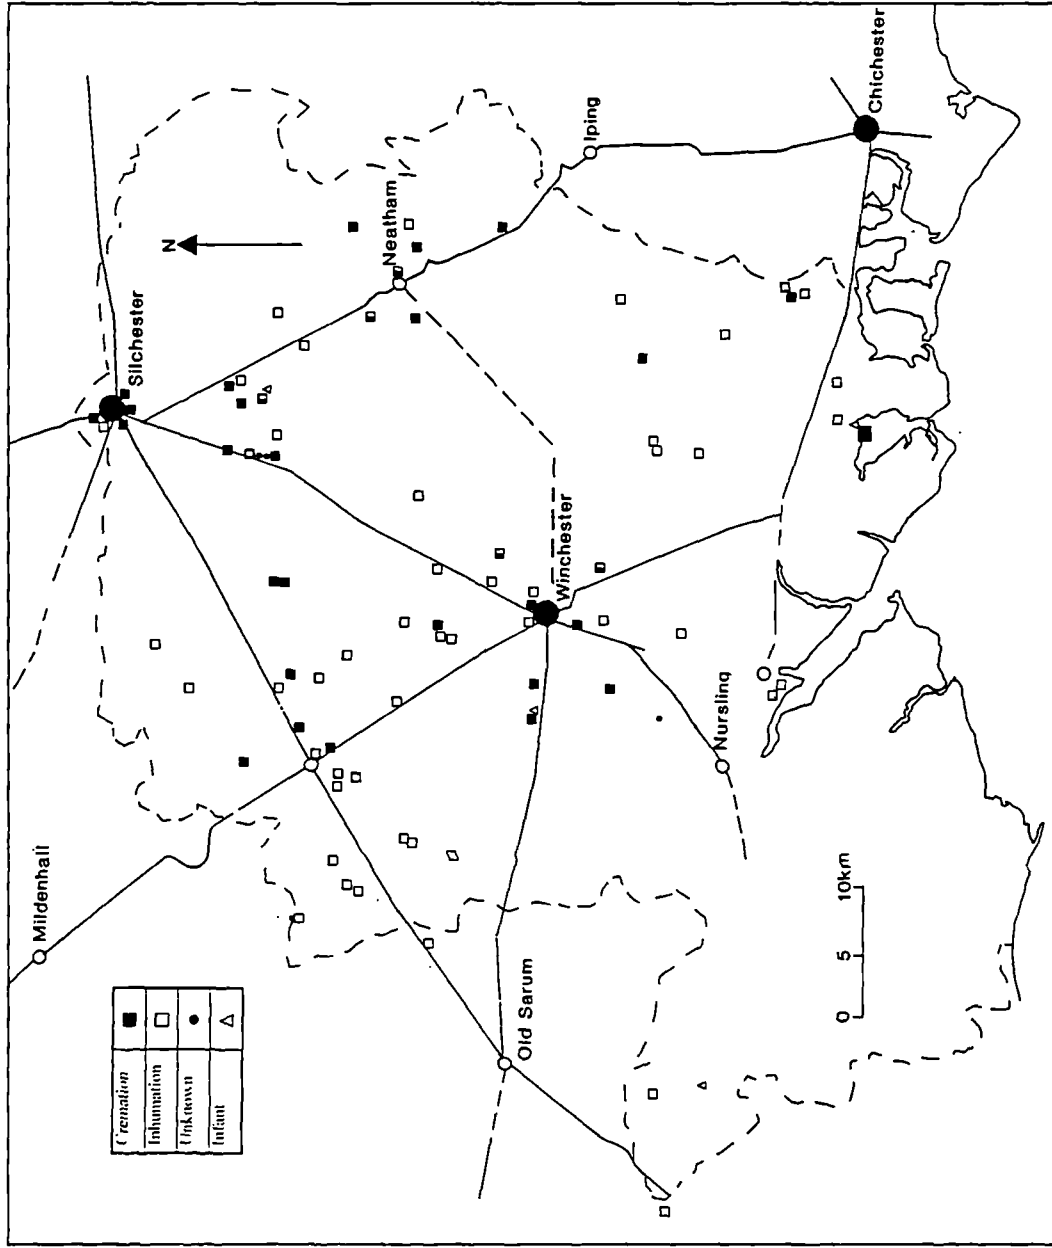 Cremation
Inhumation
Unknown
Infant
Mildenhall
Silchester
N
Neatham
Iping
Chichester
Winchester
Nursling
Old Sarum
0 5 10km